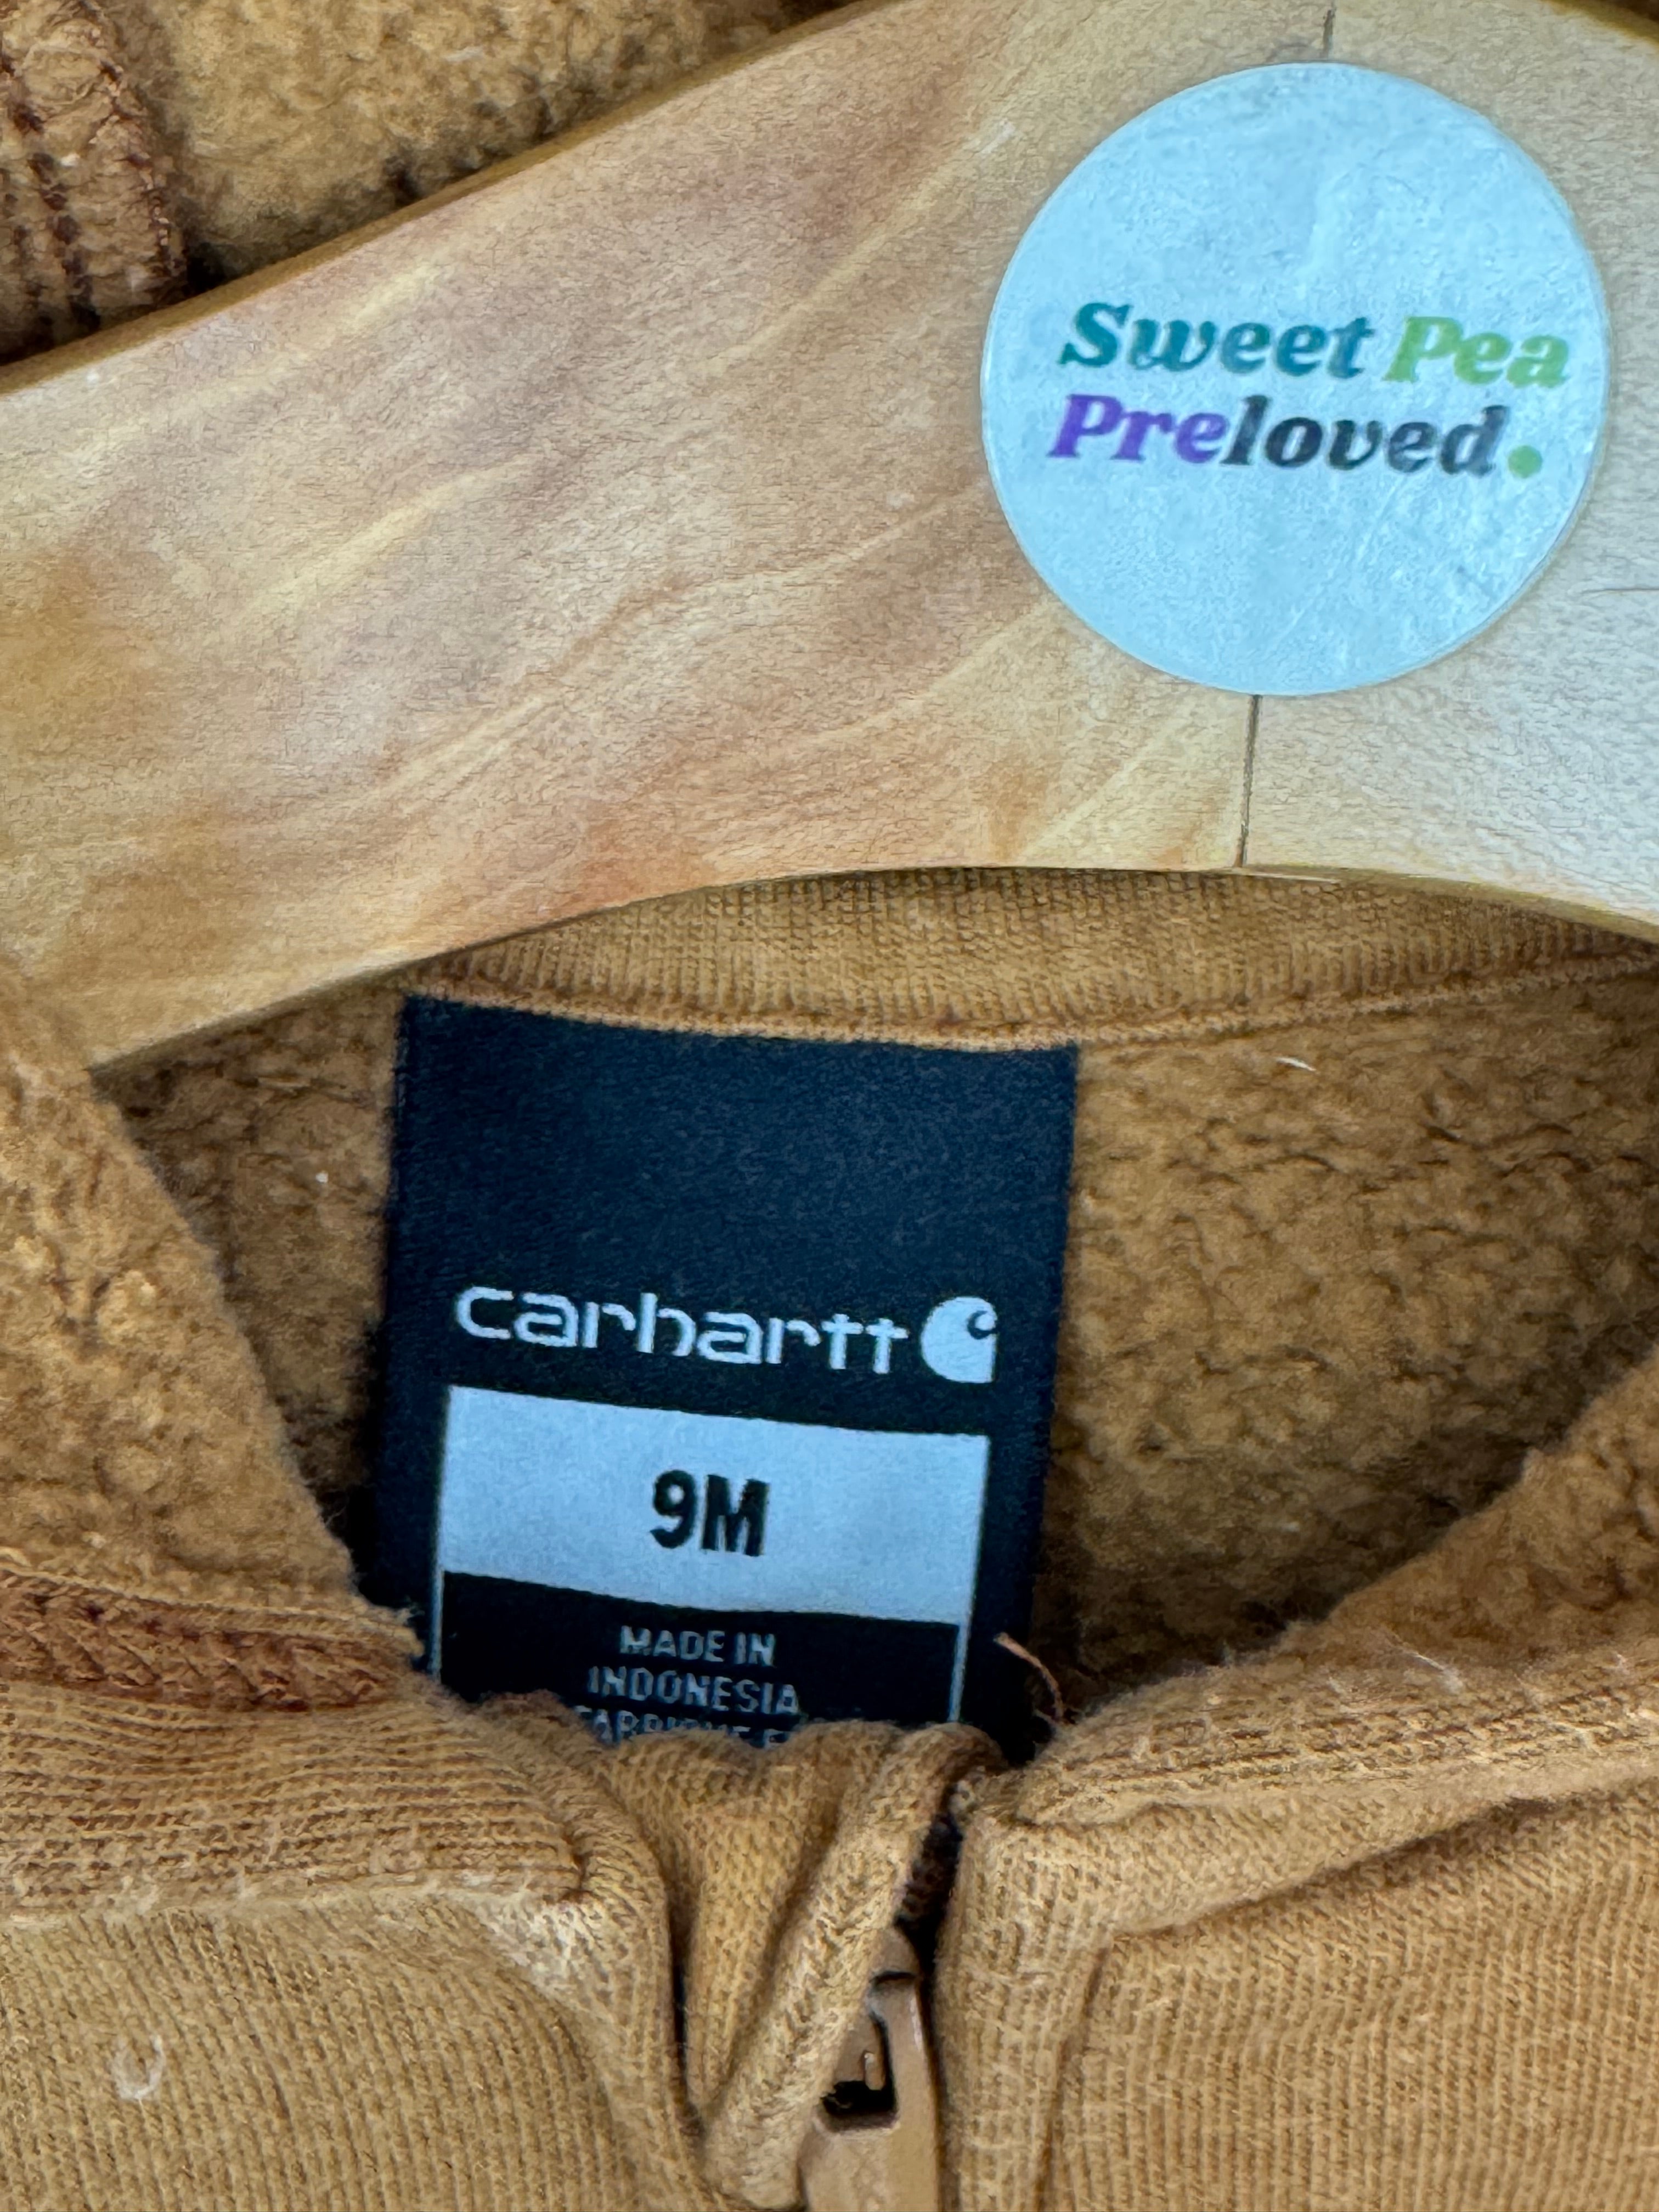 Sweet Pea
Preloved.
carhartt
9M
MADE IN
INDONESIA